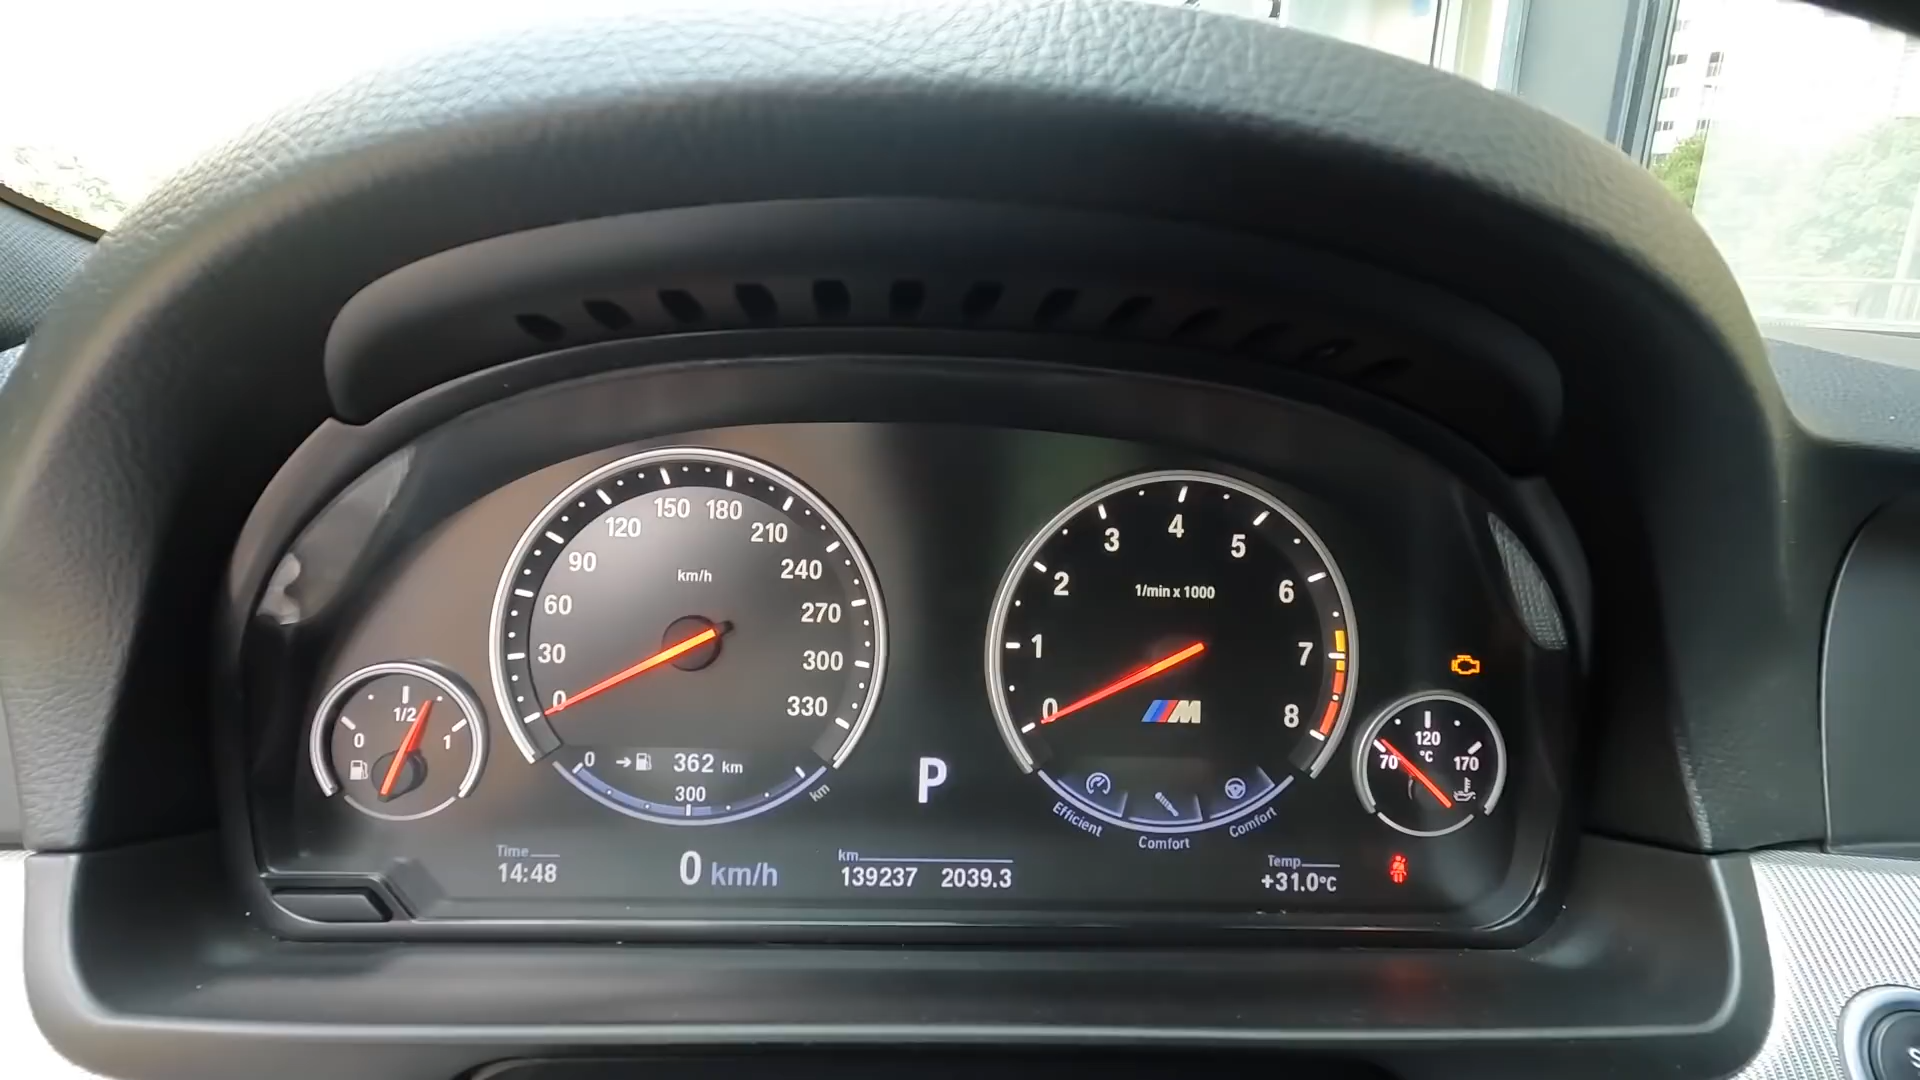 km/h
0
30
60
90
120
150
180
210
240
270
300
330
0 → 362 km
300
km
1/min x 1000
0
1
2
3
4
5
6
7
8
M
Efficient
Comfort
Comfort
0
1/2
1
P
70
120
170
°C
Time
14:48
0 km/h
km
139237 2039.3
Temp
+31.0°C